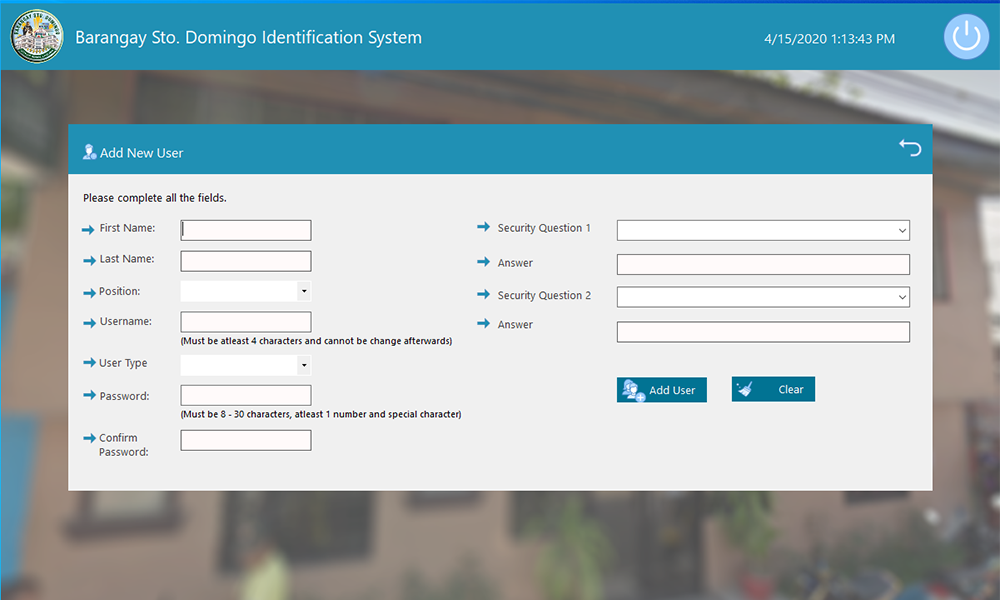 Barangay Sto. Domingo Identification System
4/15/2020 1:13:43 PM
Add New User
Please complete all the fields.
First Name:
Last Name:
Position:
Username:
(Must be atleast 4 characters and cannot be change afterwards)
User Type
Password:
(Must be 8 - 30 characters, atleast 1 number and special character)
Confirm
Password:
Security Question 1
Answer
Security Question 2
Answer
Add User
Clear